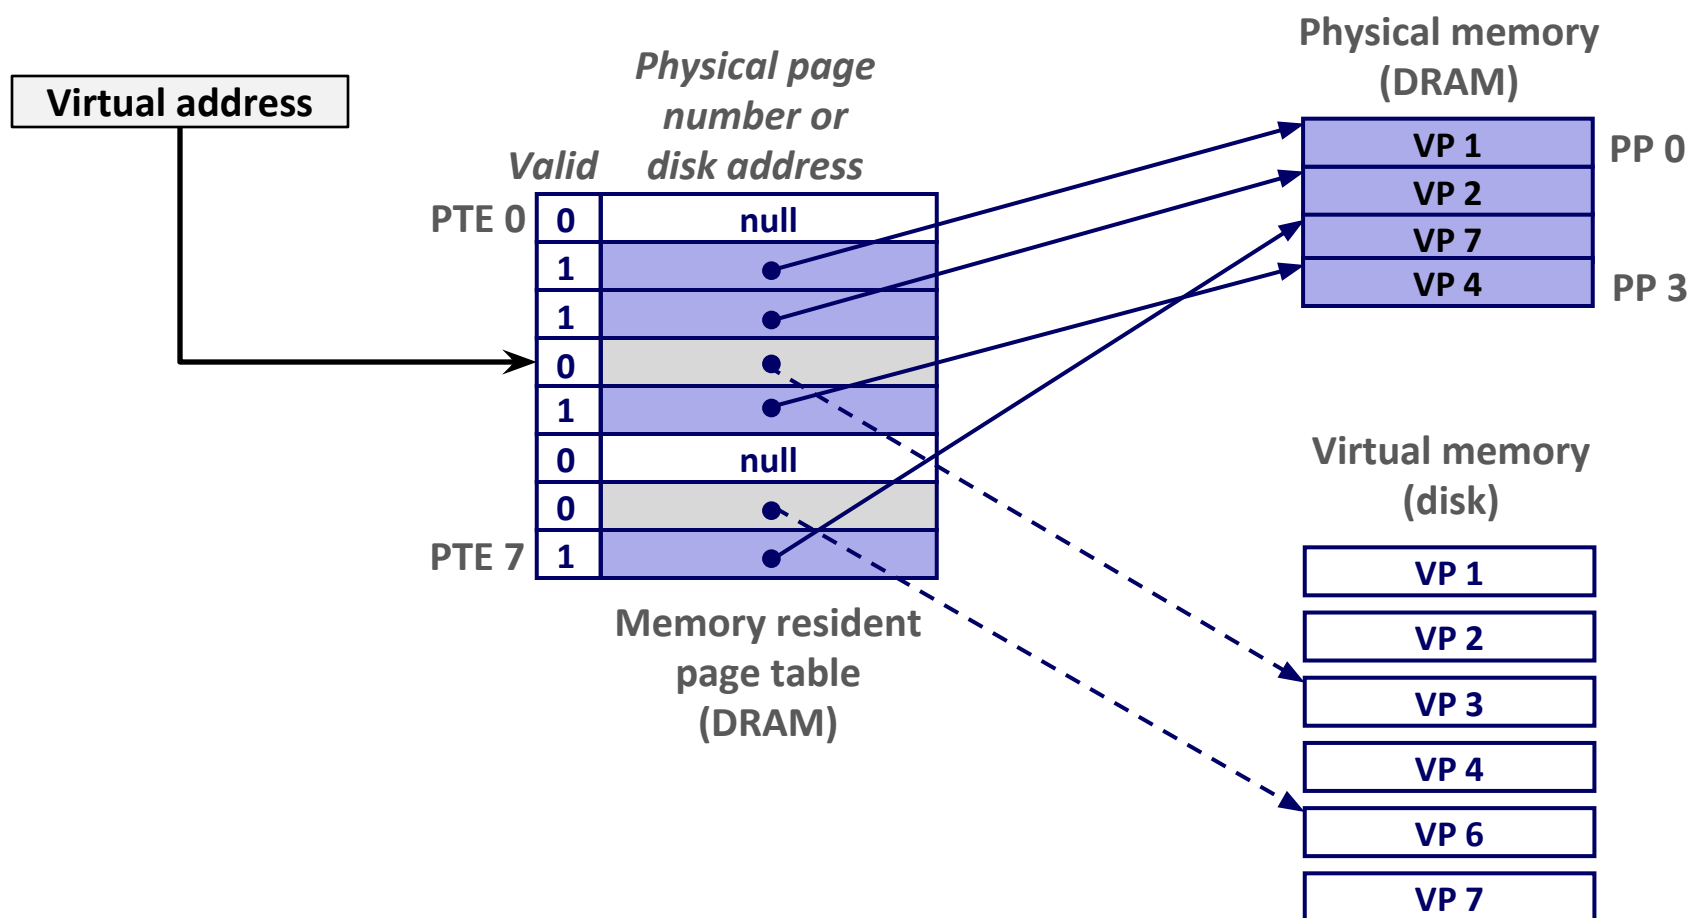 Virtual address
Physical page
number or
disk address
Valid
PTE 0
0
null
1
1
0
1
0
null
0
PTE 7
1
Memory resident
page table
(DRAM)
Physical memory
(DRAM)
VP 1
PP 0
VP 2
VP 7
VP 4
PP 3
Virtual memory
(disk)
VP 1
VP 2
VP 3
VP 4
VP 6
VP 7